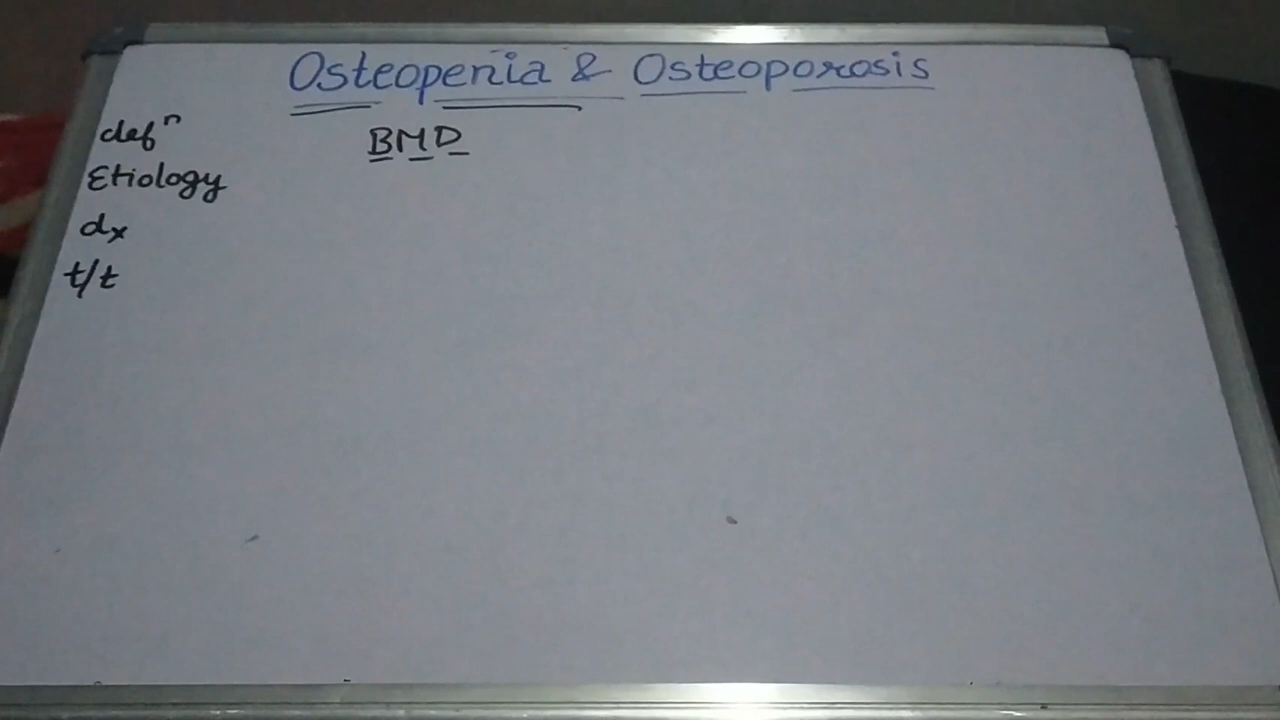 Osteopenia & Osteoporosis
defⁿ
BMD
Etiology
dx
t/t